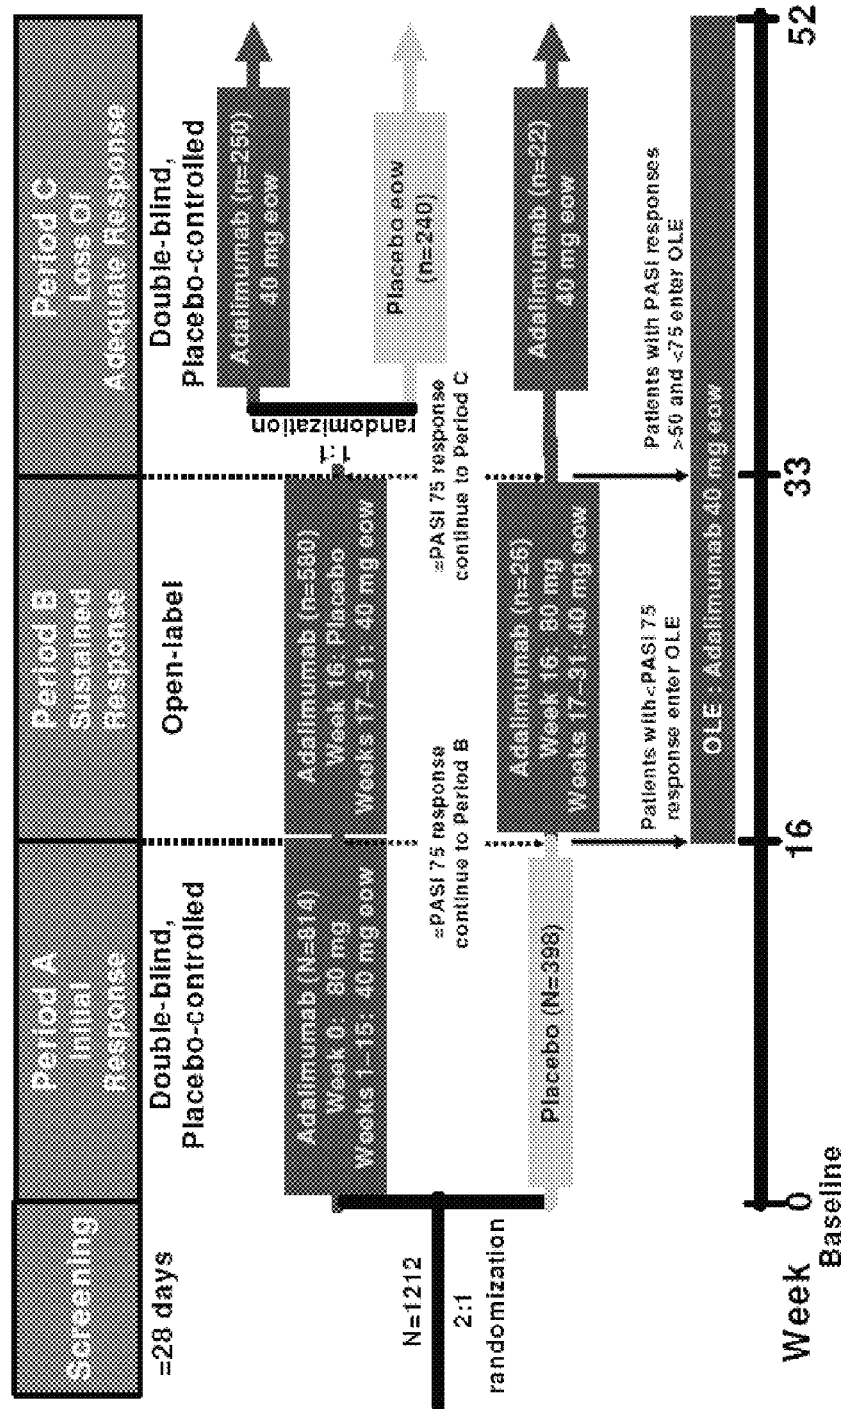 Screening
Period A
Initial
Response
Period B
Sustained
Response
Period C
Loss Of
Adequate Response
=28 days
Double-blind,
Placebo-controlled
Open-label
Double-blind,
Placebo-controlled
N=1212
2:1
randomization
Adalimumab (N=814)
Week 0: 80 mg
Weeks 1–15: 40 mg eow
Placebo (N=398)
=PASI 75 response
continue to Period B
Adalimumab (n=580)
Week 16: Placebo
Weeks 17–31: 40 mg eow
Adalimumab (n=26)
Week 16: 80 mg
Weeks 17–31: 40 mg eow
=PASI 75 response
continue to Period C
1:1
randomization
Adalimumab (n=250)
40 mg eow
Placebo eow
(n=240)
Adalimumab (n=22)
40 mg eow
Patients with<PASI 75
response enter OLE
Patients with PASI responses
>50 and <75 enter OLE
OLE : Adalimumab 40 mg eow
Week
0
16
33
52
Baseline